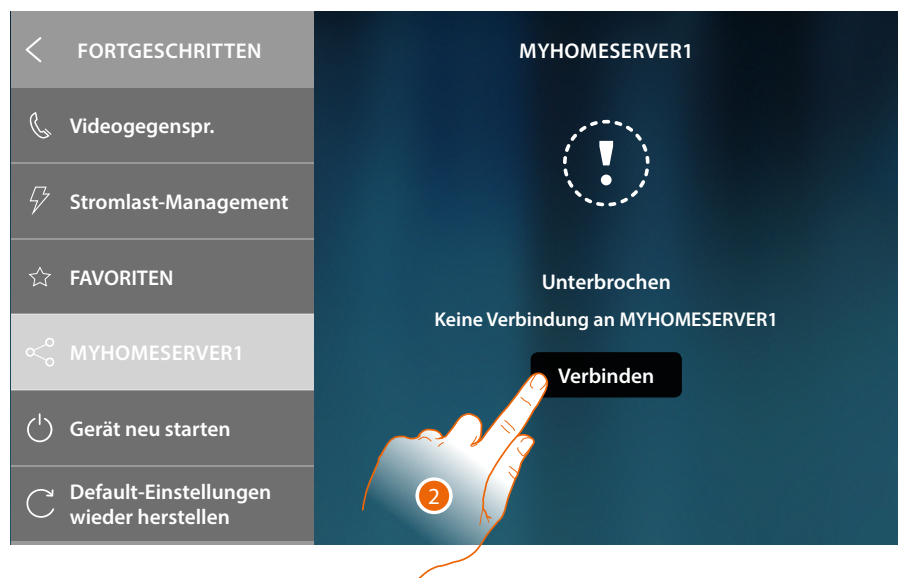 FORTGESCHRITTEN
Videogegenspr.
Stromlast-Management
FAVORITEN
MYHOMESERVER1
Gerät neu starten
Default-Einstellungen
wieder herstellen
MYHOMESERVER1
!
Unterbrochen
Keine Verbindung an MYHOMESERVER1
Verbinden
2